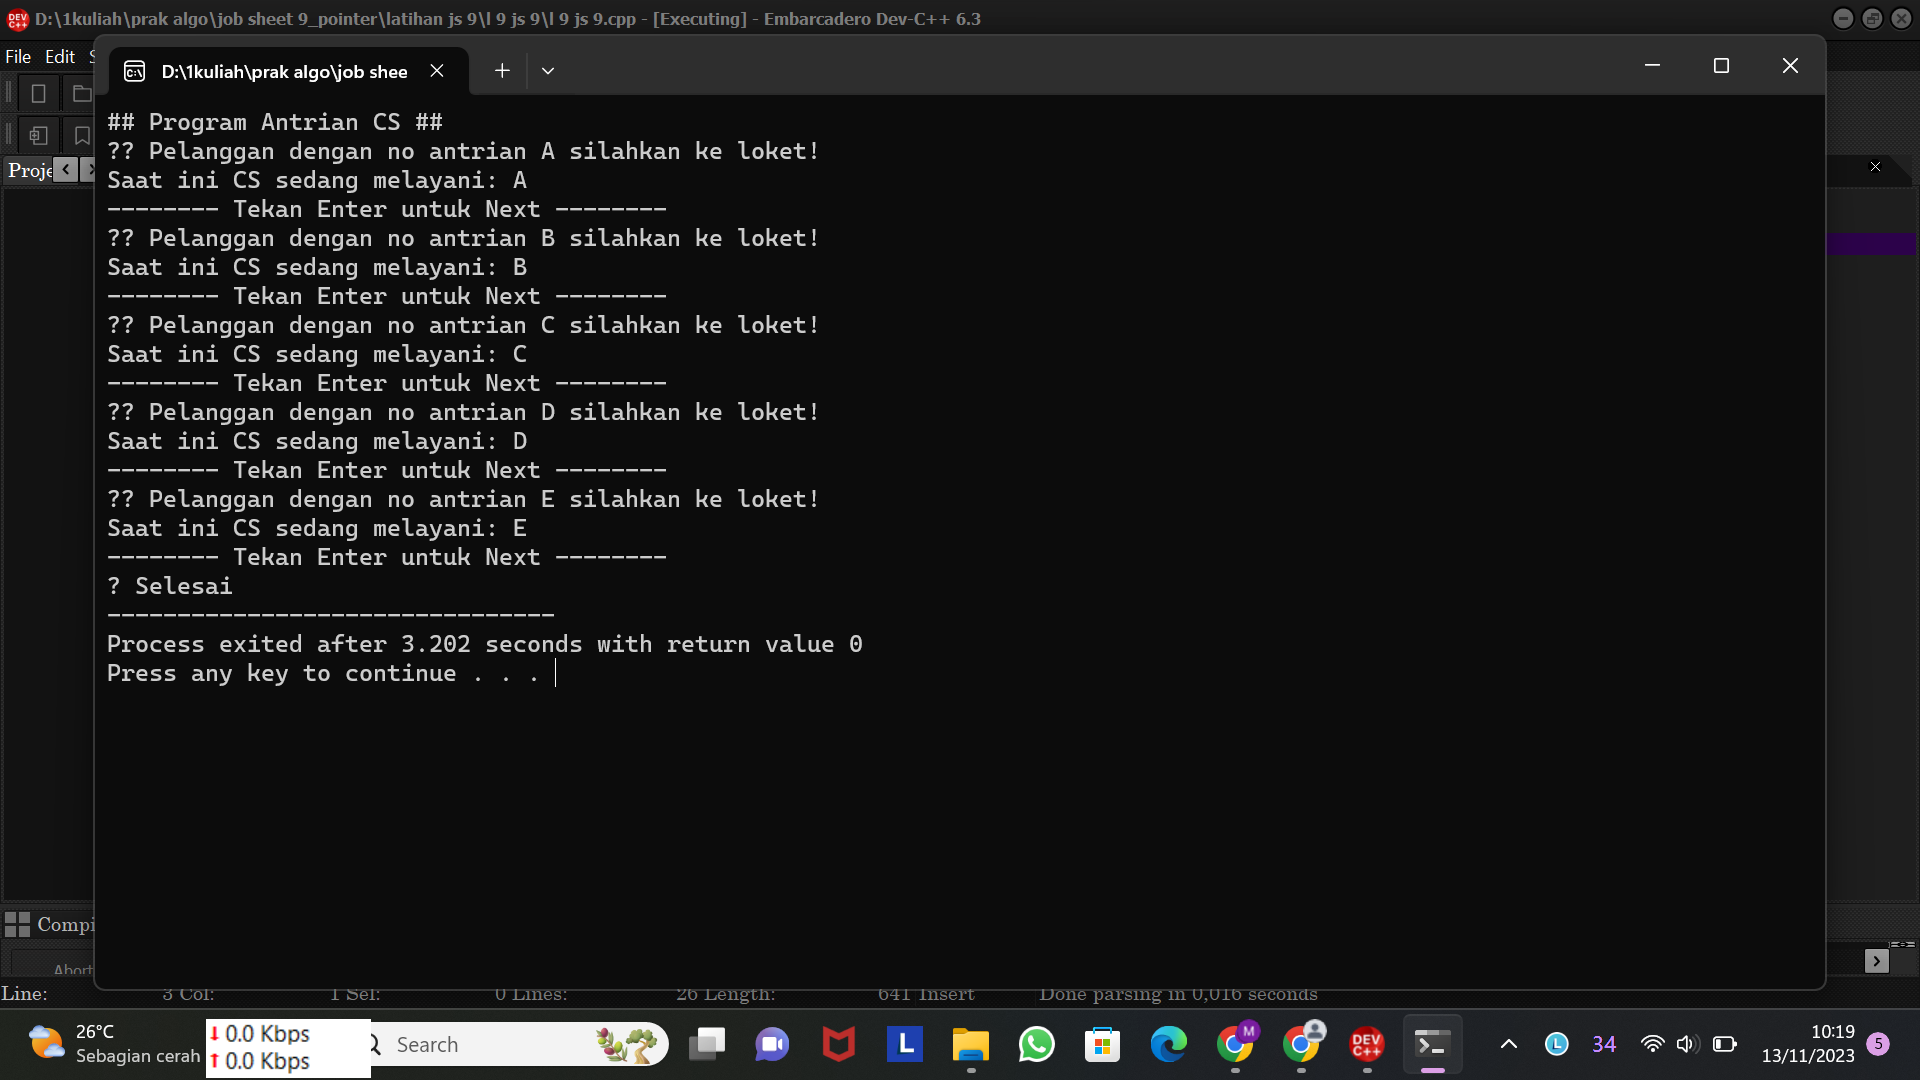 D:\1kuliah\prak algo\job sheet 9_pointer\latihan js 9\l 9 js 9\l 9 js 9.cpp - [Executing] - Embarcadero Dev-C++ 6.3
File Edit S
D:\1kuliah\prak algo\job shee
Proje
## Program Antrian CS ##
?? Pelanggan dengan no antrian A silahkan ke loket!
Saat ini CS sedang melayani: A
-------- Tekan Enter untuk Next --------
?? Pelanggan dengan no antrian B silahkan ke loket!
Saat ini CS sedang melayani: B
-------- Tekan Enter untuk Next --------
?? Pelanggan dengan no antrian C silahkan ke loket!
Saat ini CS sedang melayani: C
-------- Tekan Enter untuk Next --------
?? Pelanggan dengan no antrian D silahkan ke loket!
Saat ini CS sedang melayani: D
-------- Tekan Enter untuk Next --------
?? Pelanggan dengan no antrian E silahkan ke loket!
Saat ini CS sedang melayani: E
-------- Tekan Enter untuk Next --------
? Selesai
--------------------------------
Process exited after 3.202 seconds with return value 0
Press any key to continue . . .
Compi
Abort
Line: 3 Col: 1 Sel: 0 Lines: 26 Length: 641 Insert Done parsing in 0,016 seconds
26°C
Sebagian cerah
0.0 Kbps
0.0 Kbps
Search
34
10:19
13/11/2023
5